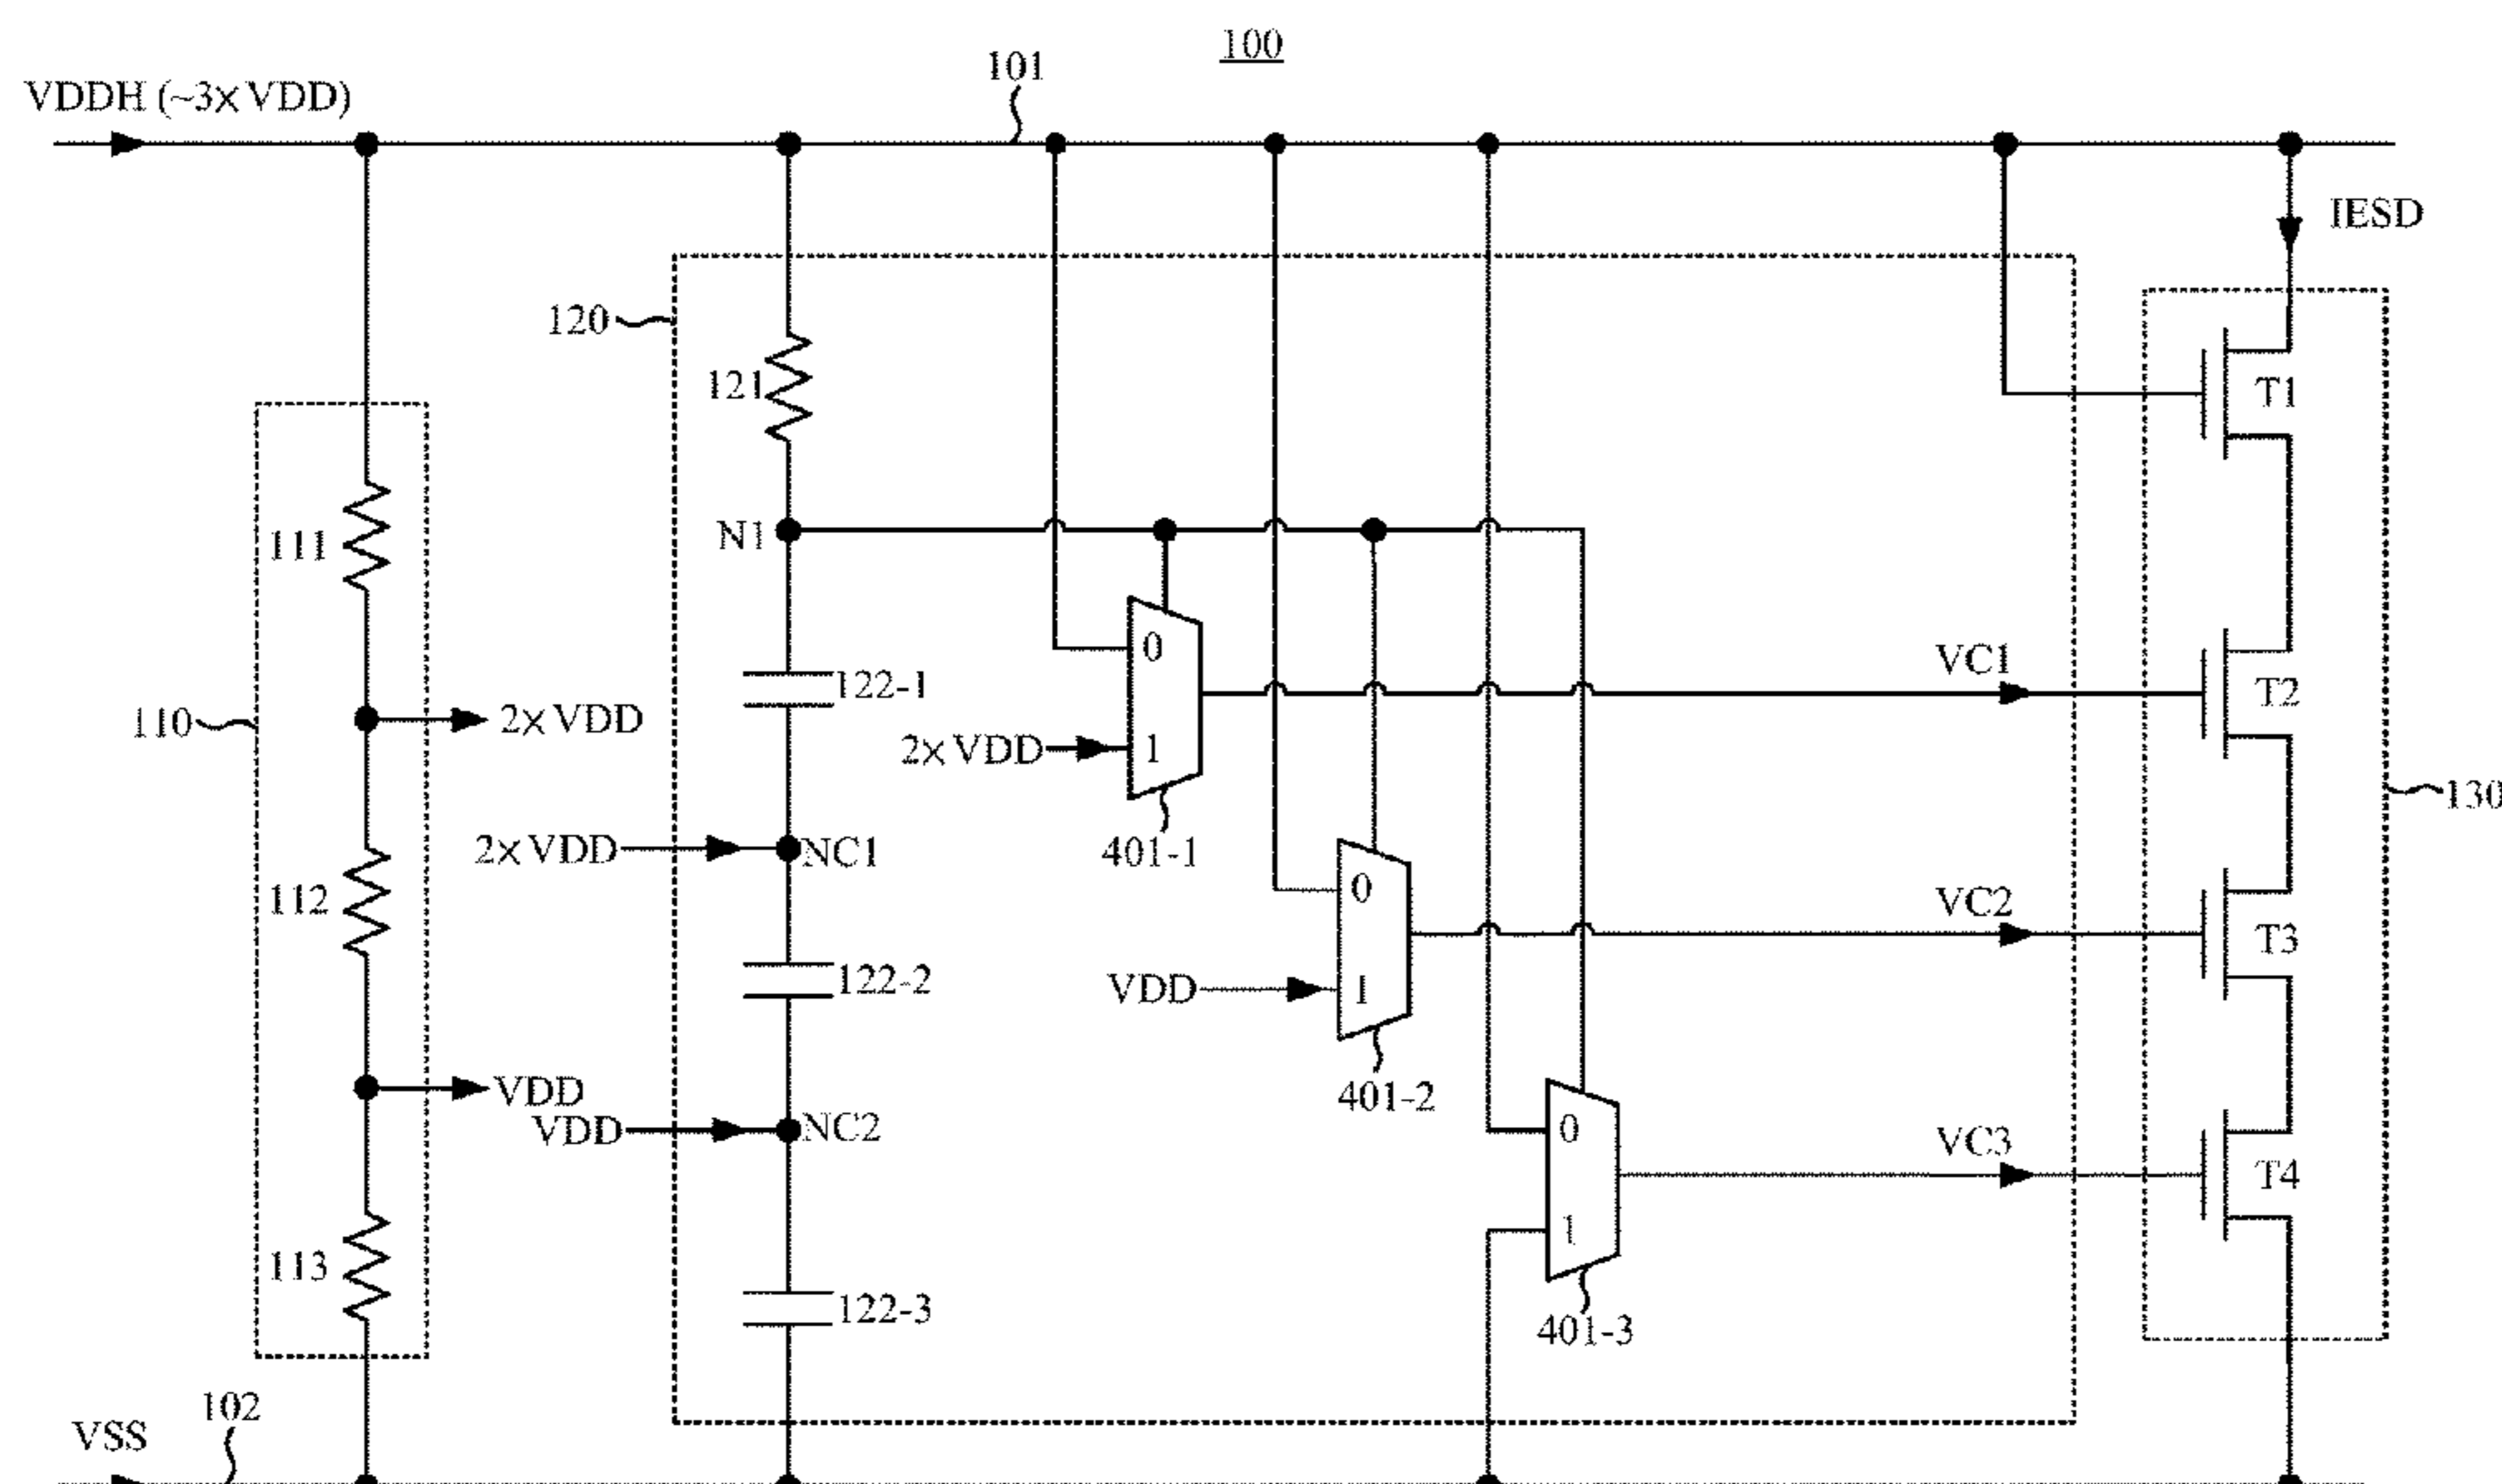 100
101
VDDH (~3×VDD)
IESD
120
121
T1
N1
111
0
122-1
VC1
T2
110
2×VDD
2×VDD
1
130
2×VDD
NC1
401-1
112
0
VC2
T3
122-2
VDD
1
VDD
401-2
VDD
NC2
0
VC3
T4
1
113
122-3
401-3
102
VSS